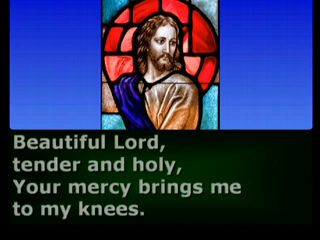 Beautiful Lord,
tender and holy,
Your mercy brings me
to my knees.